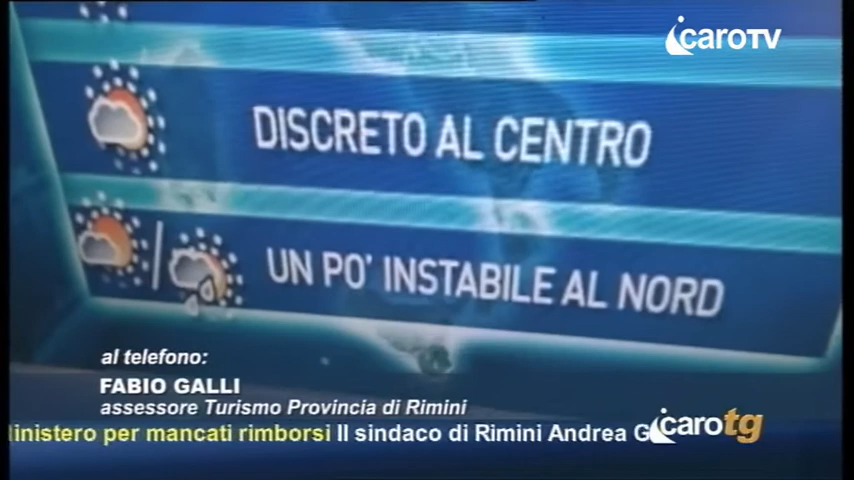 icaroTV
DISCRETO AL CENTRO
UN PO' INSTABILE AL NORD
al telefono:
FABIO GALLI
assessore Turismo Provincia di Rimini
inistero per mancati rimborsi Il sindaco di Rimini Andrea G
icarotg